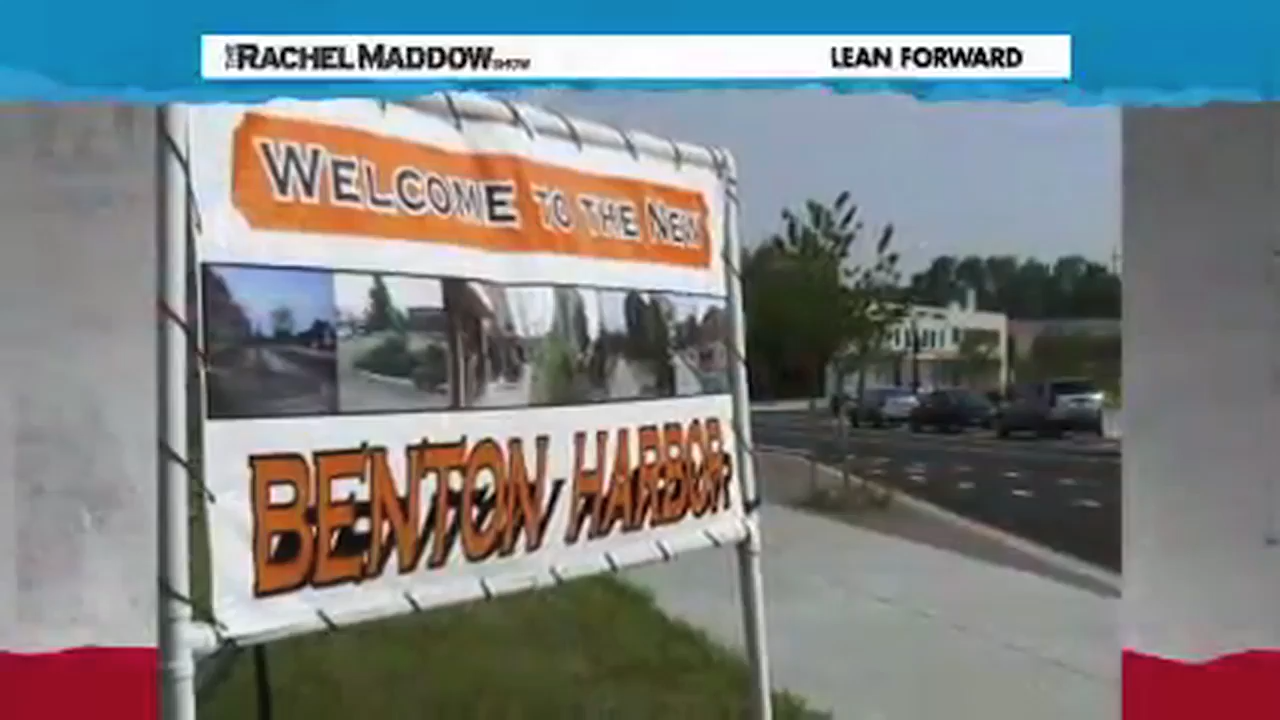 THE RACHEL MADDOW SHOW
LEAN FORWARD
WELCOME TO THE NEW
BENTON HARBOR